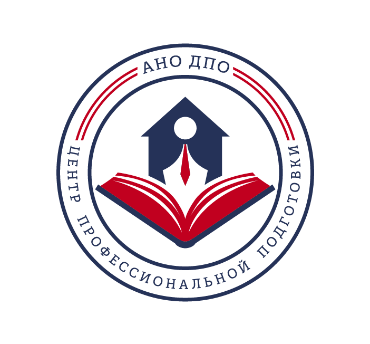 АНО ДПО
ЦЕНТР ПРОФЕССИОНАЛЬНОЙ ПОДГОТОВКИ